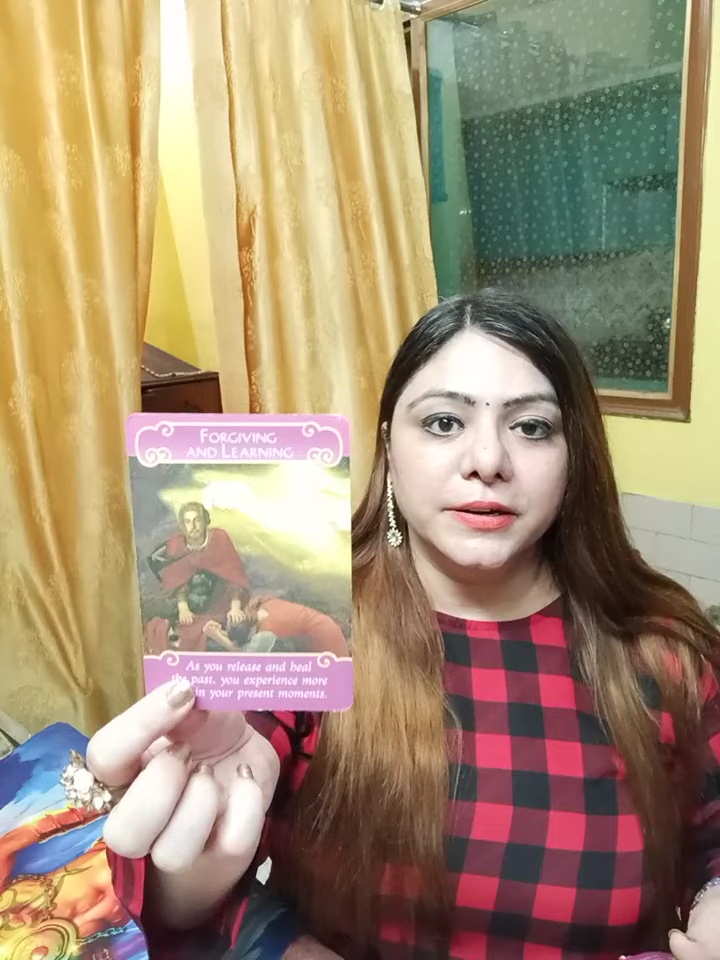 FORGIVING
AND LEARNING
As you release and heal
the past, you experience more
in your present moments.